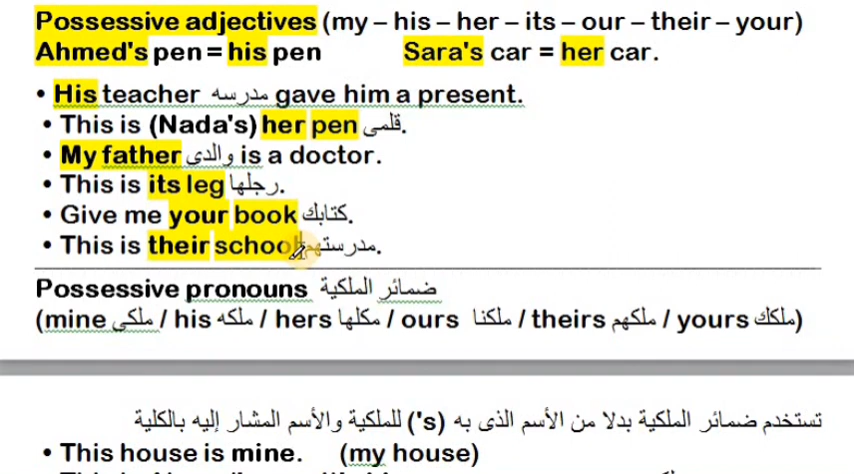 Possessive adjectives (my – his – her – its – our – their – your)
Ahmed's pen = his pen Sara's car = her car.
• His teacher مدرسه gave him a present.
• This is (Nada's) her pen قلمى.
• My father والدى is a doctor.
• This is its leg رجلها.
• Give me your book كتابك.
• This is their school مدرستهم.
Possessive pronouns ضمائر الملكية
(mine ملكى / his ملكه / hers مكلها / ours ملكنا / theirs ملكهم / yours ملكك)
تستخدم ضمائر الملكية بدلا من الأسم الذى به ('s) للملكية والأسم المشار إليه بالكلية
• This house is mine. (my house)